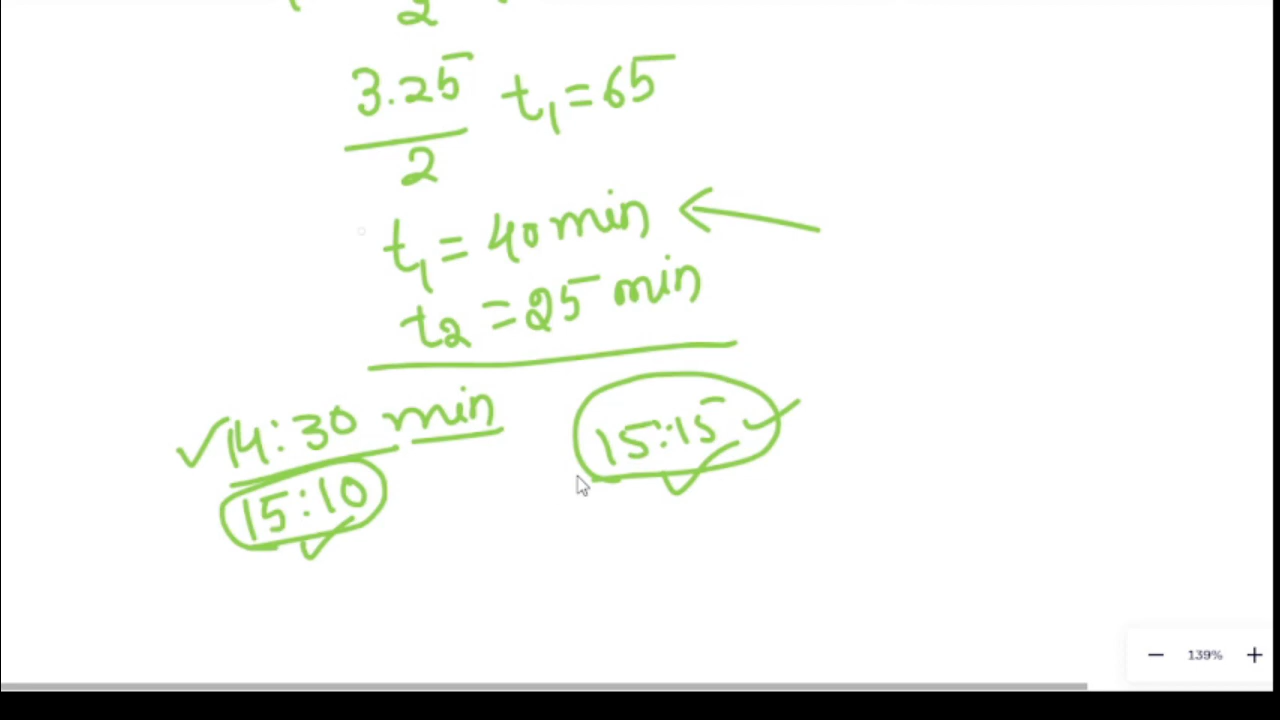 2
3.25 t1 = 65
2
t1 = 40 min
t2 = 25 min
14:30 min 15:15
15:10
139%